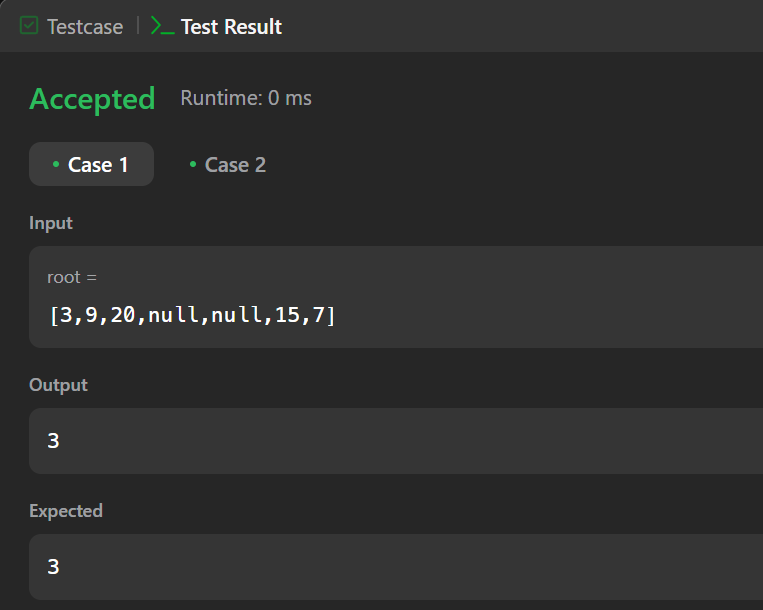 Testcase | >_ Test Result
Accepted Runtime: 0 ms
• Case 1 • Case 2
Input
root =
[3,9,20,null,null,15,7]
Output
3
Expected
3